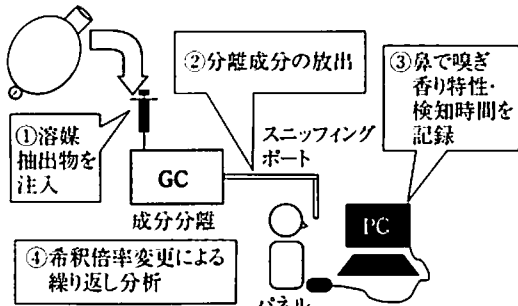 ②分離成分の放出
③鼻で嗅ぎ
香り特性・
検知時間を
記録
①溶媒
抽出物を
注入
スニッフィング
ポート
GC
成分分離
PC
④希釈倍率変更による
繰り返し分析
パネル